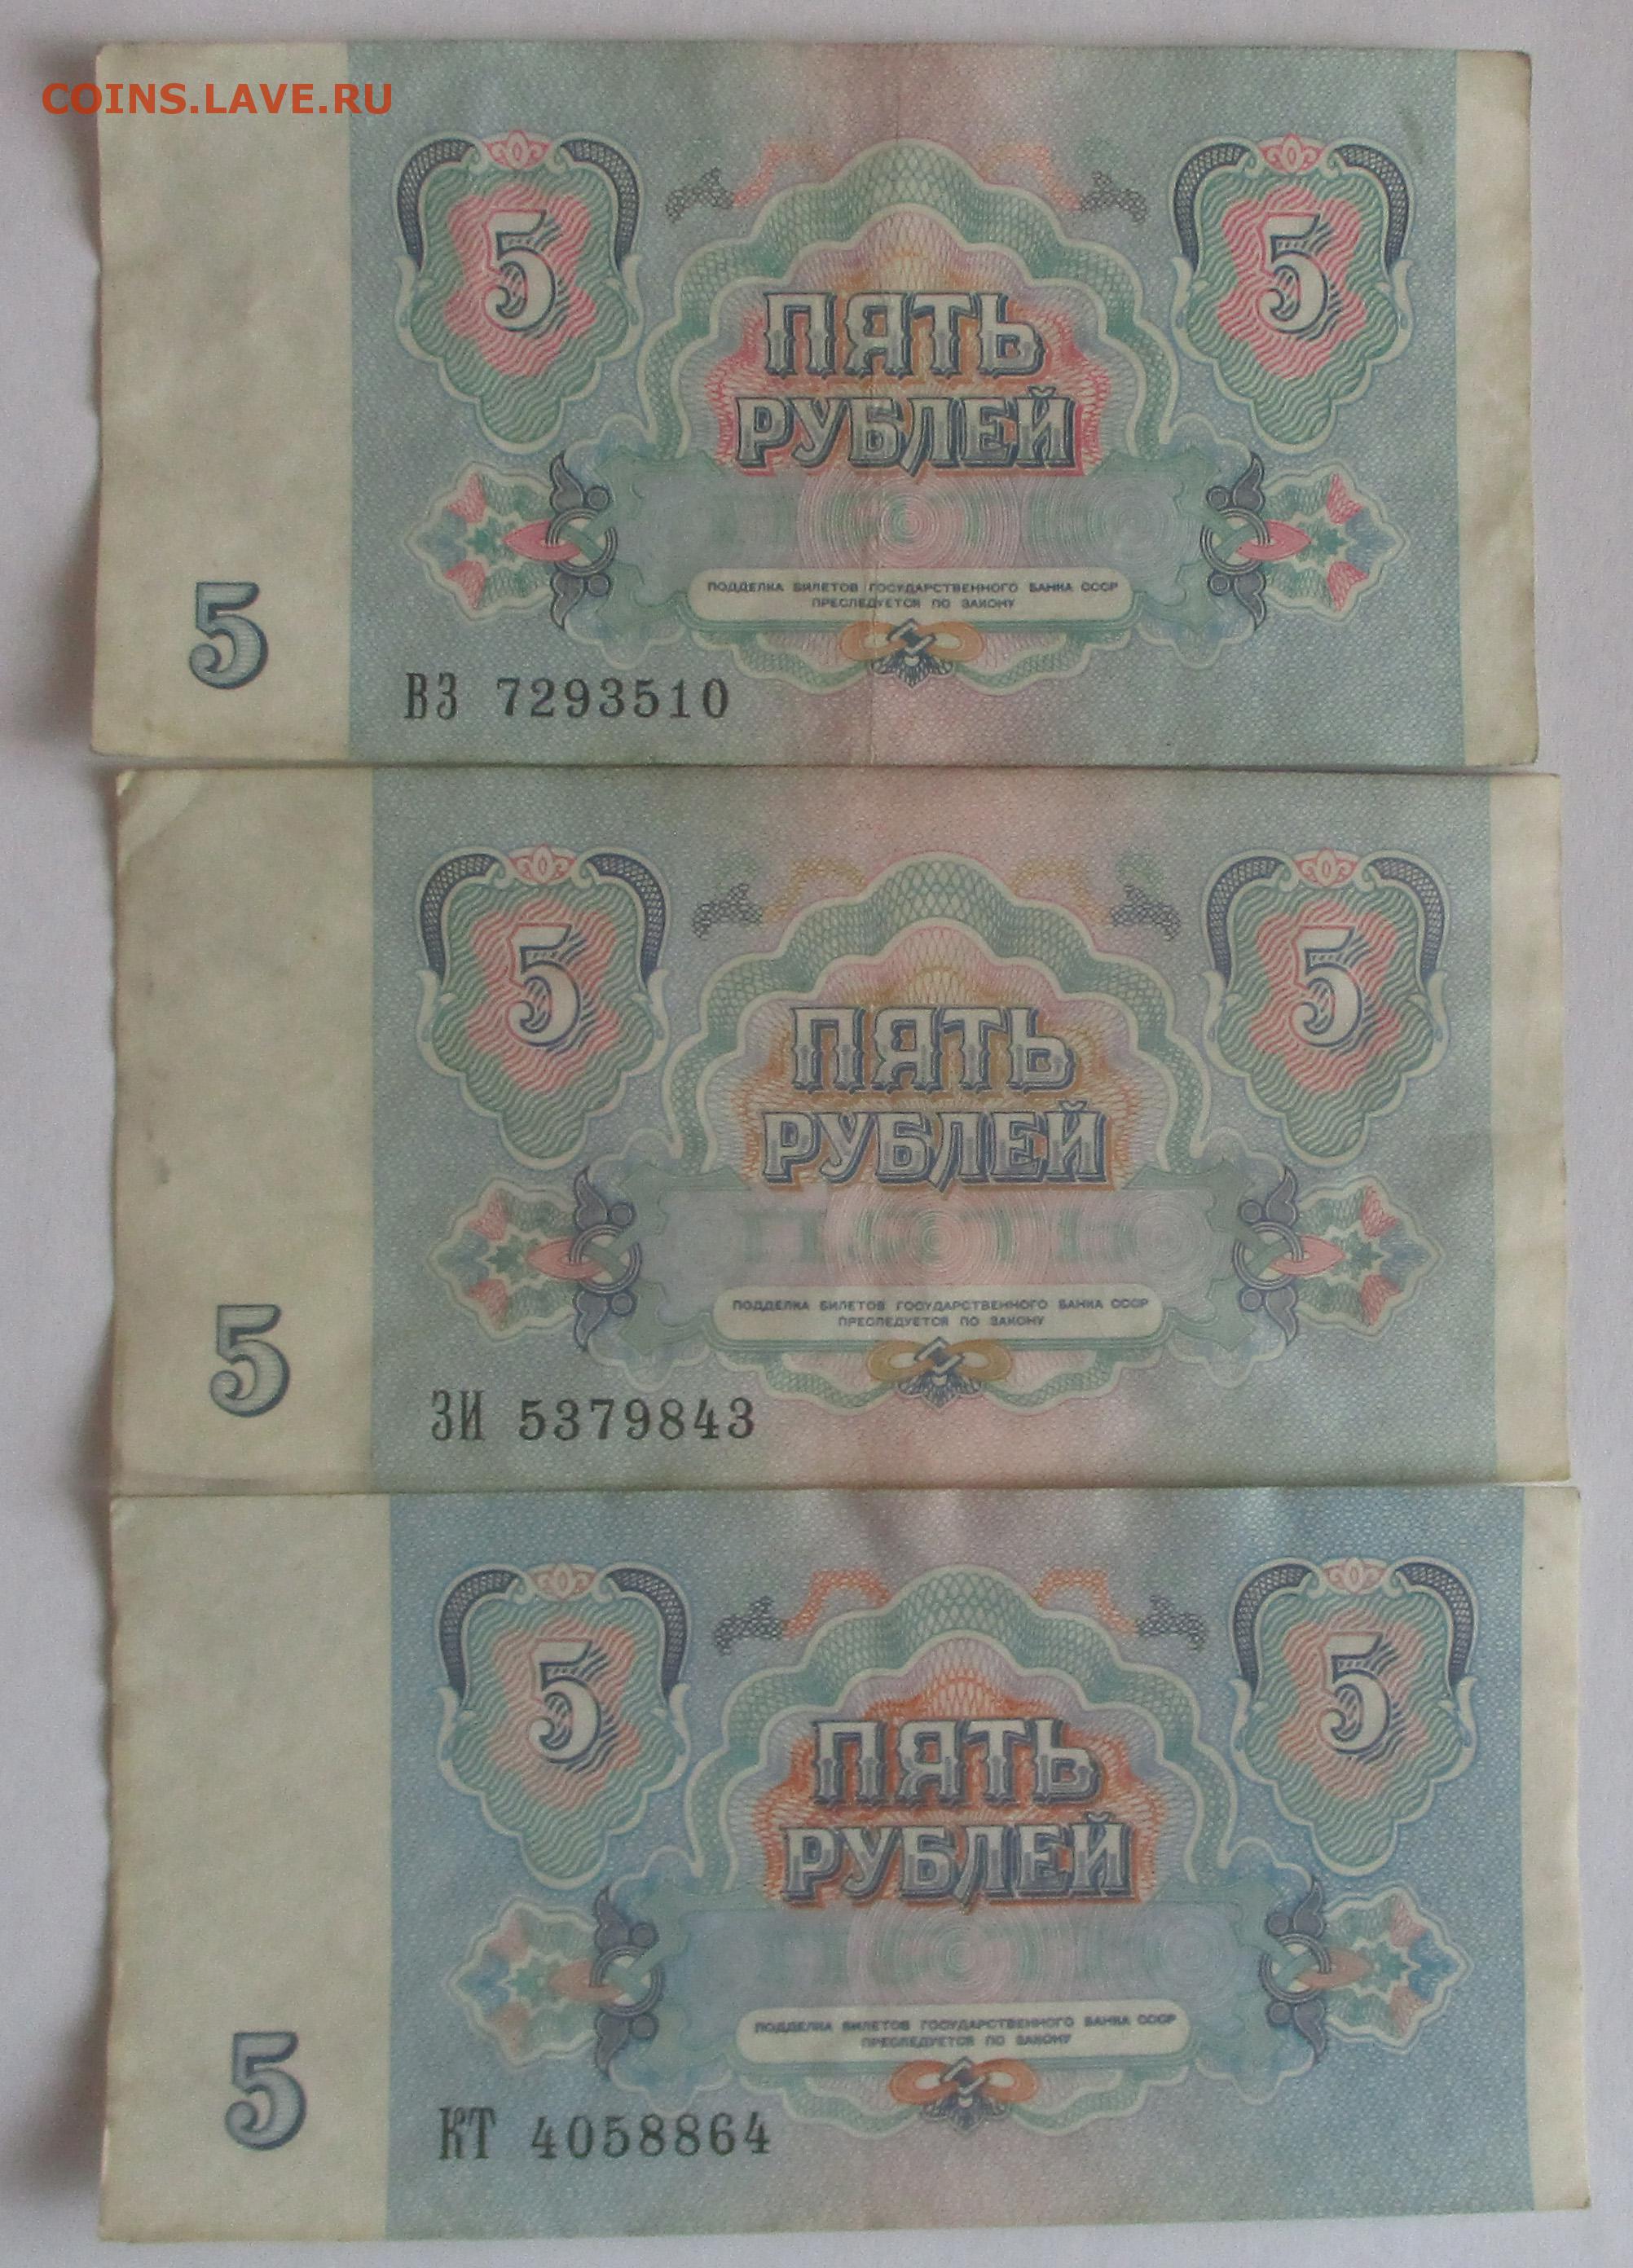 COINS.LAVE.RU
5 5
ПЯТЬ
РУБЛЕЙ
ПОДДЕЛКА БИЛЕТОВ ГОСУДАРСТВЕННОГО БАНКА СССР
ПРЕСЛЕДУЕТСЯ ПО ЗАКОНУ
5
ВЗ 7293510
5 5
ПЯТЬ
РУБЛЕЙ
ПОДДЕЛКА БИЛЕТОВ ГОСУДАРСТВЕННОГО БАНКА СССР
ПРЕСЛЕДУЕТСЯ ПО ЗАКОНУ
5
ЗИ 5379843
5 5
ПЯТЬ
РУБЛЕЙ
ПОДДЕЛКА БИЛЕТОВ ГОСУДАРСТВЕННОГО БАНКА СССР
ПРЕСЛЕДУЕТСЯ ПО ЗАКОНУ
5
КТ 4058864